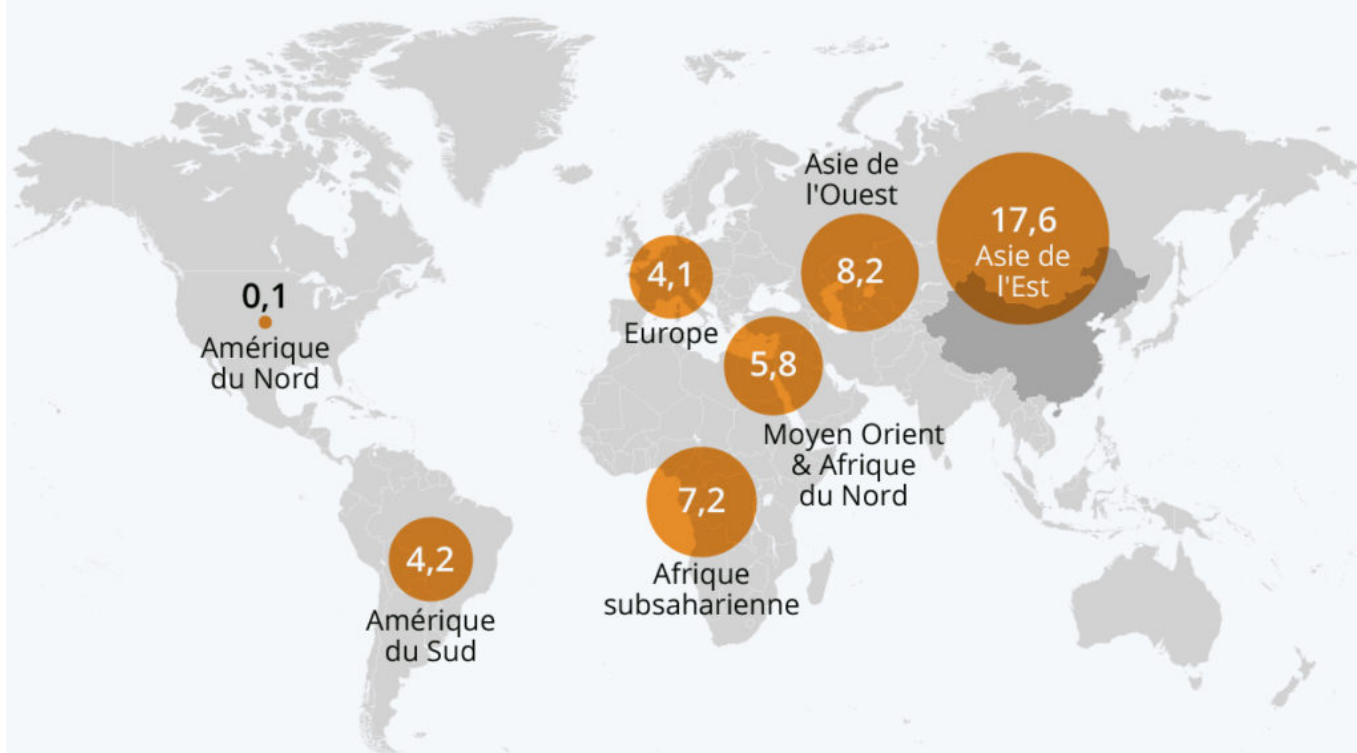 0,1
Amérique
du Nord
4,2
Amérique
du Sud
4,1
Europe
7,2
Afrique
subsaharienne
5,8
Moyen Orient
& Afrique
du Nord
Asie de
l'Ouest
8,2
17,6
Asie de
l'Est